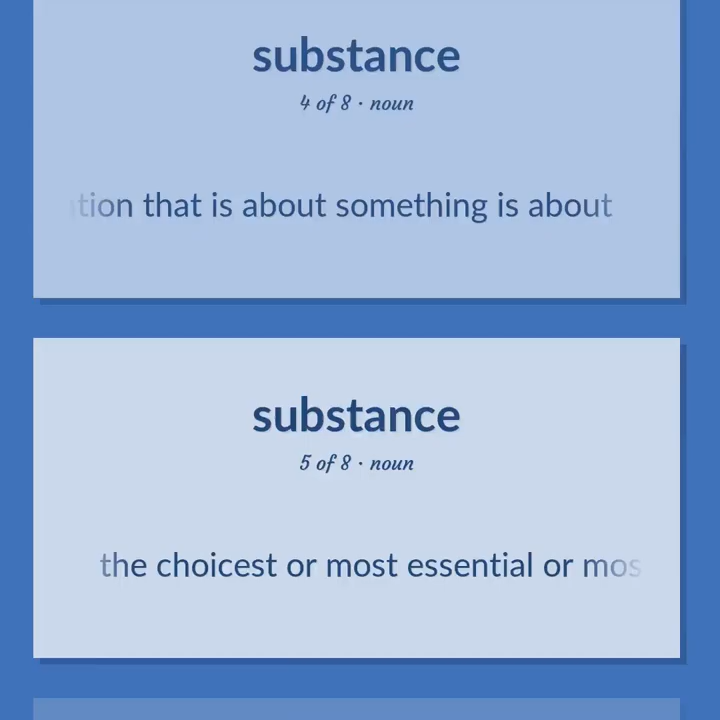 substance
4 of 8 · noun
tion that is about something is about
substance
5 of 8 · noun
the choicest or most essential or mos